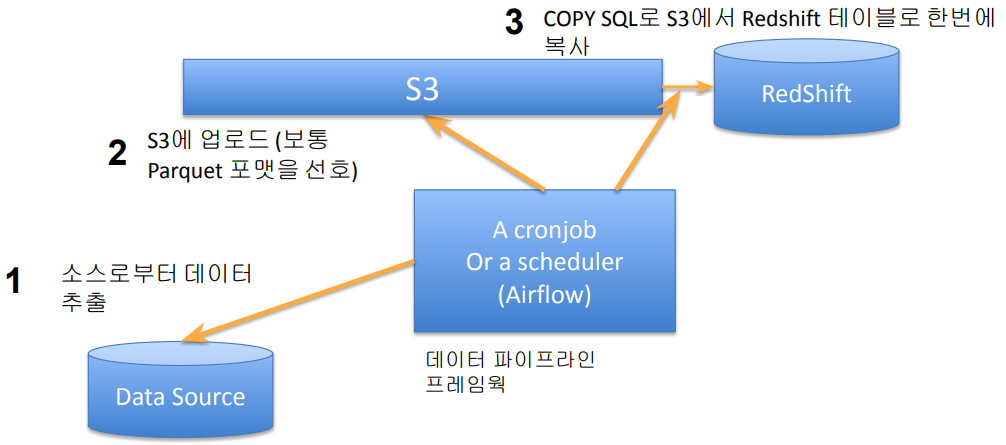 3 COPY SQL로 S3에서 Redshift 테이블로 한번에
복사
S3
RedShift
2 S3에 업로드 (보통
Parquet 포맷을 선호)
A cronjob
Or a scheduler
(Airflow)
1 소스로부터 데이터
추출
데이터 파이프라인
프레임웍
Data Source